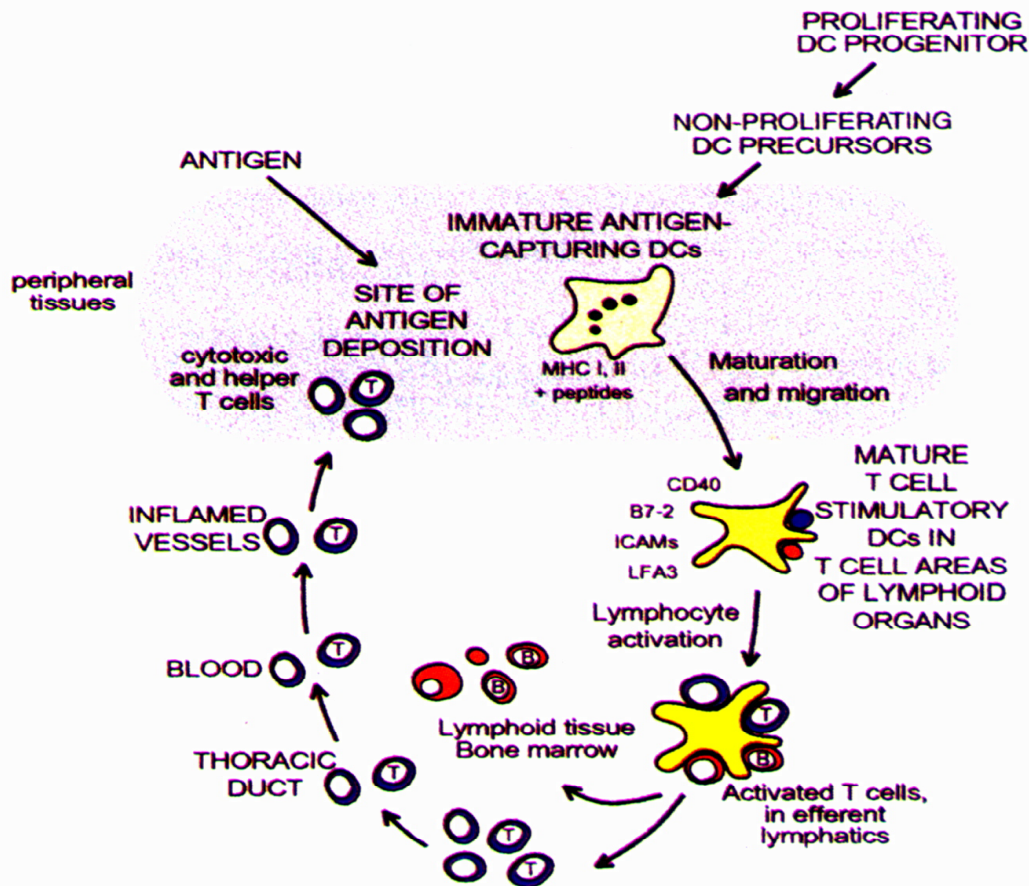 PROLIFERATING
DC PROGENITOR
NON-PROLIFERATING
DC PRECURSORS
ANTIGEN
IMMATURE ANTIGEN-
CAPTURING DCs
peripheral
tissues
SITE OF
ANTIGEN
DEPOSITION
MHC I, II
+ peptides
Maturation
and migration
cytotoxic
and helper
T cells
T
CD40
B7-2
ICAMs
LFA3
MATURE
T CELL
STIMULATORY
DCs IN
T CELL AREAS
OF LYMPHOID
ORGANS
INFLAMED
VESSELS
T
Lymphocyte
activation
BLOOD
T
B
B
Lymphoid tissue
Bone marrow
T
B
THORACIC
DUCT
T
Activated T cells,
in efferent
lymphatics
T
T